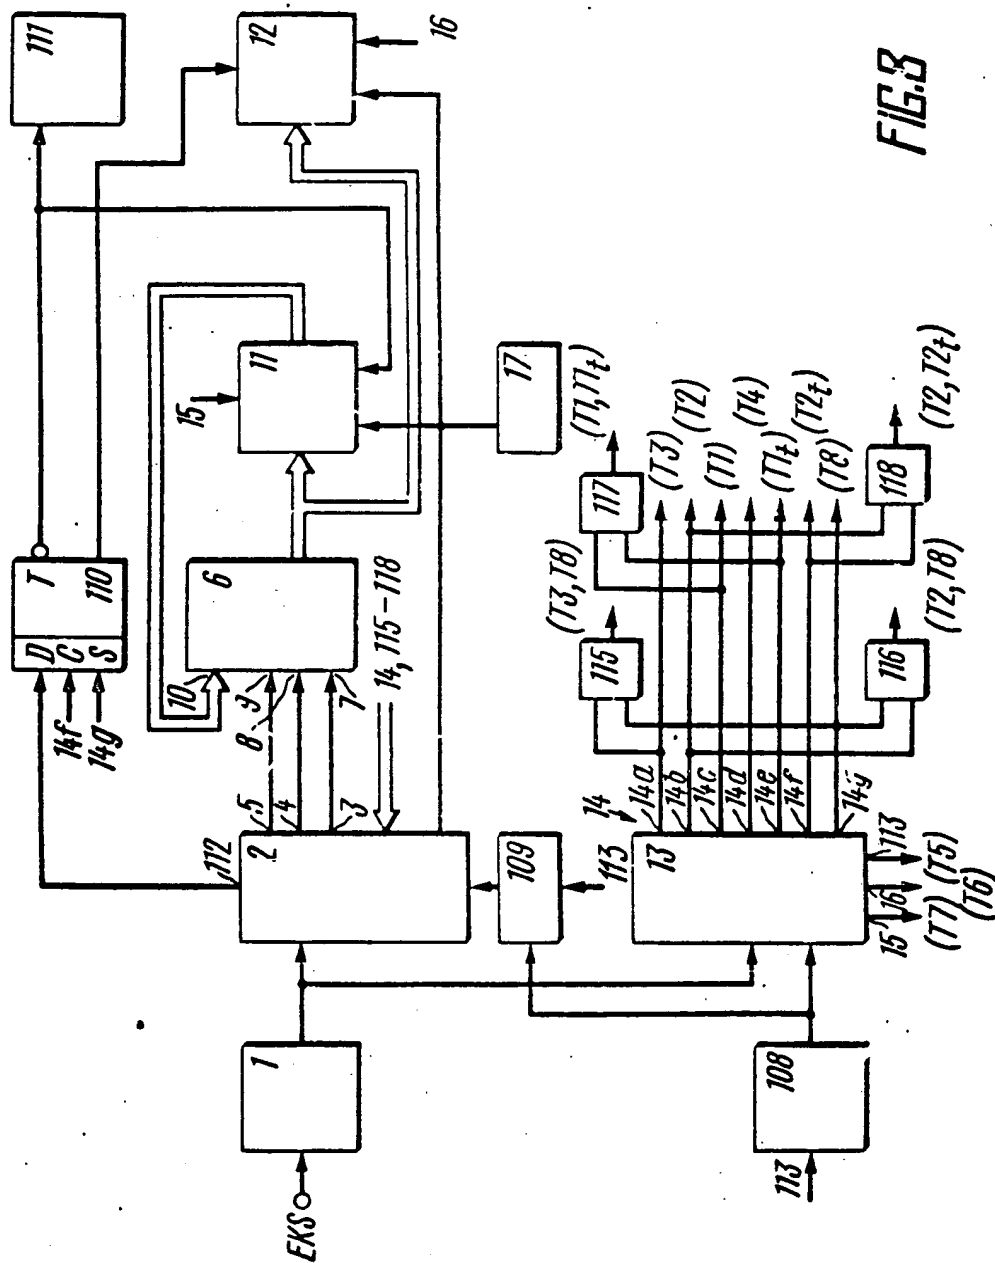 111
12
16
T
110
D
C
S
14f
14g
10
9
8
7
6
15
11
17
14, 115-118
112
5
4
3
2
109
113
1
EKS
108
113
14
13
14a
14b
14c
14d
14e
14f
14g
113
(T5)
16
(T6)
15
(T7)
115
(T3, T8)
116
(T2, T8)
117
(T1, T1t)
118
(T2, T2t)
(T3)
(T2)
(T1)
(T4)
(T1t)
(T2t)
(T8)
FIG.8